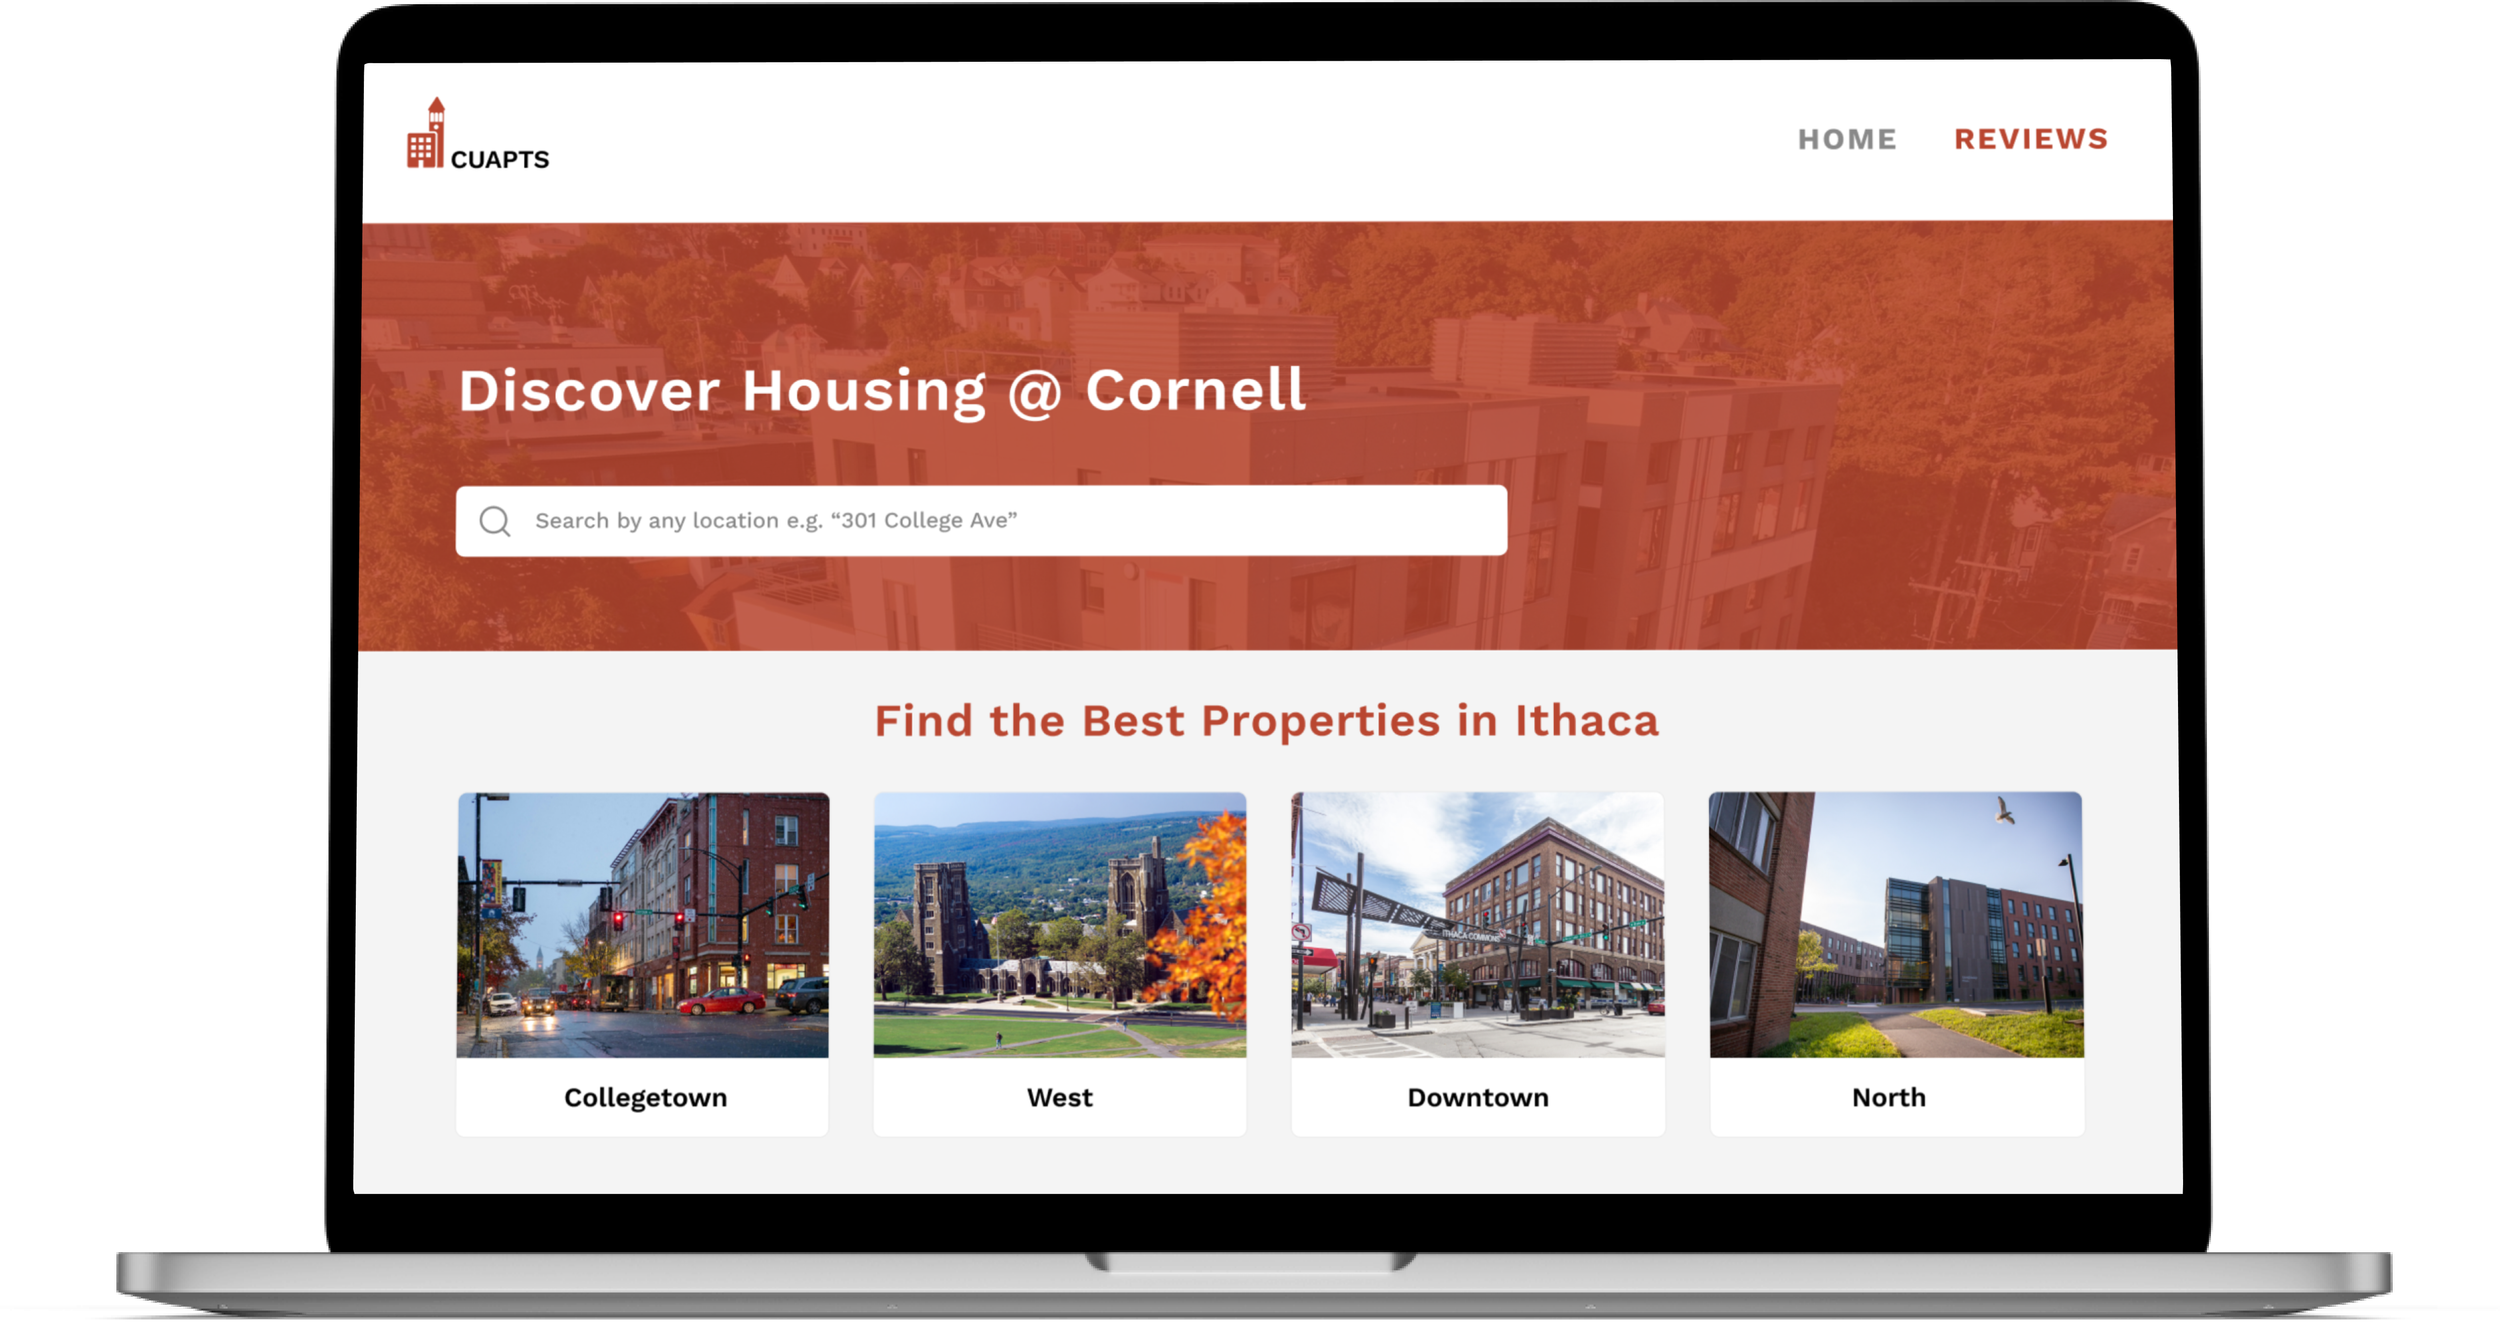 CUAPTS
HOME
REVIEWS
Discover Housing @ Cornell
Search by any location e.g. “301 College Ave”
Find the Best Properties in Ithaca
ITHACA COMMONS
Collegetown
West
Downtown
North